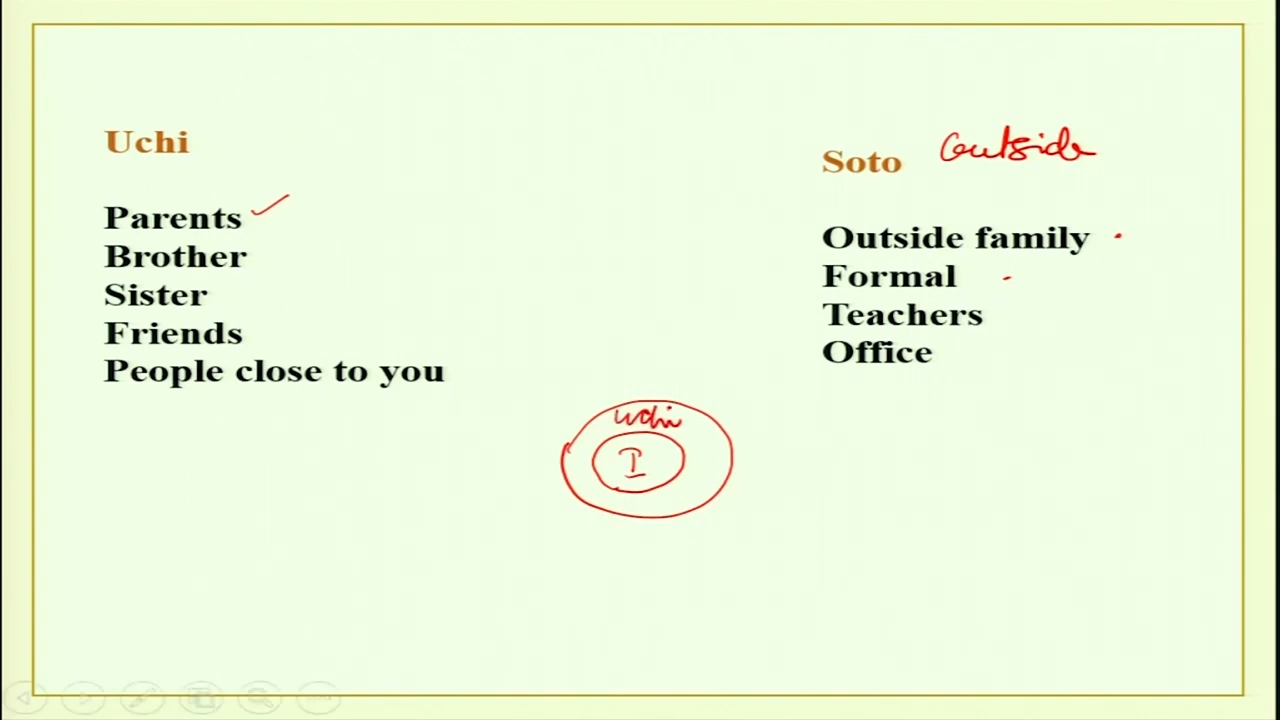 Uchi
Parents
Brother
Sister
Friends
People close to you
Soto outside
Outside family
Formal
Teachers
Office
uchi
I